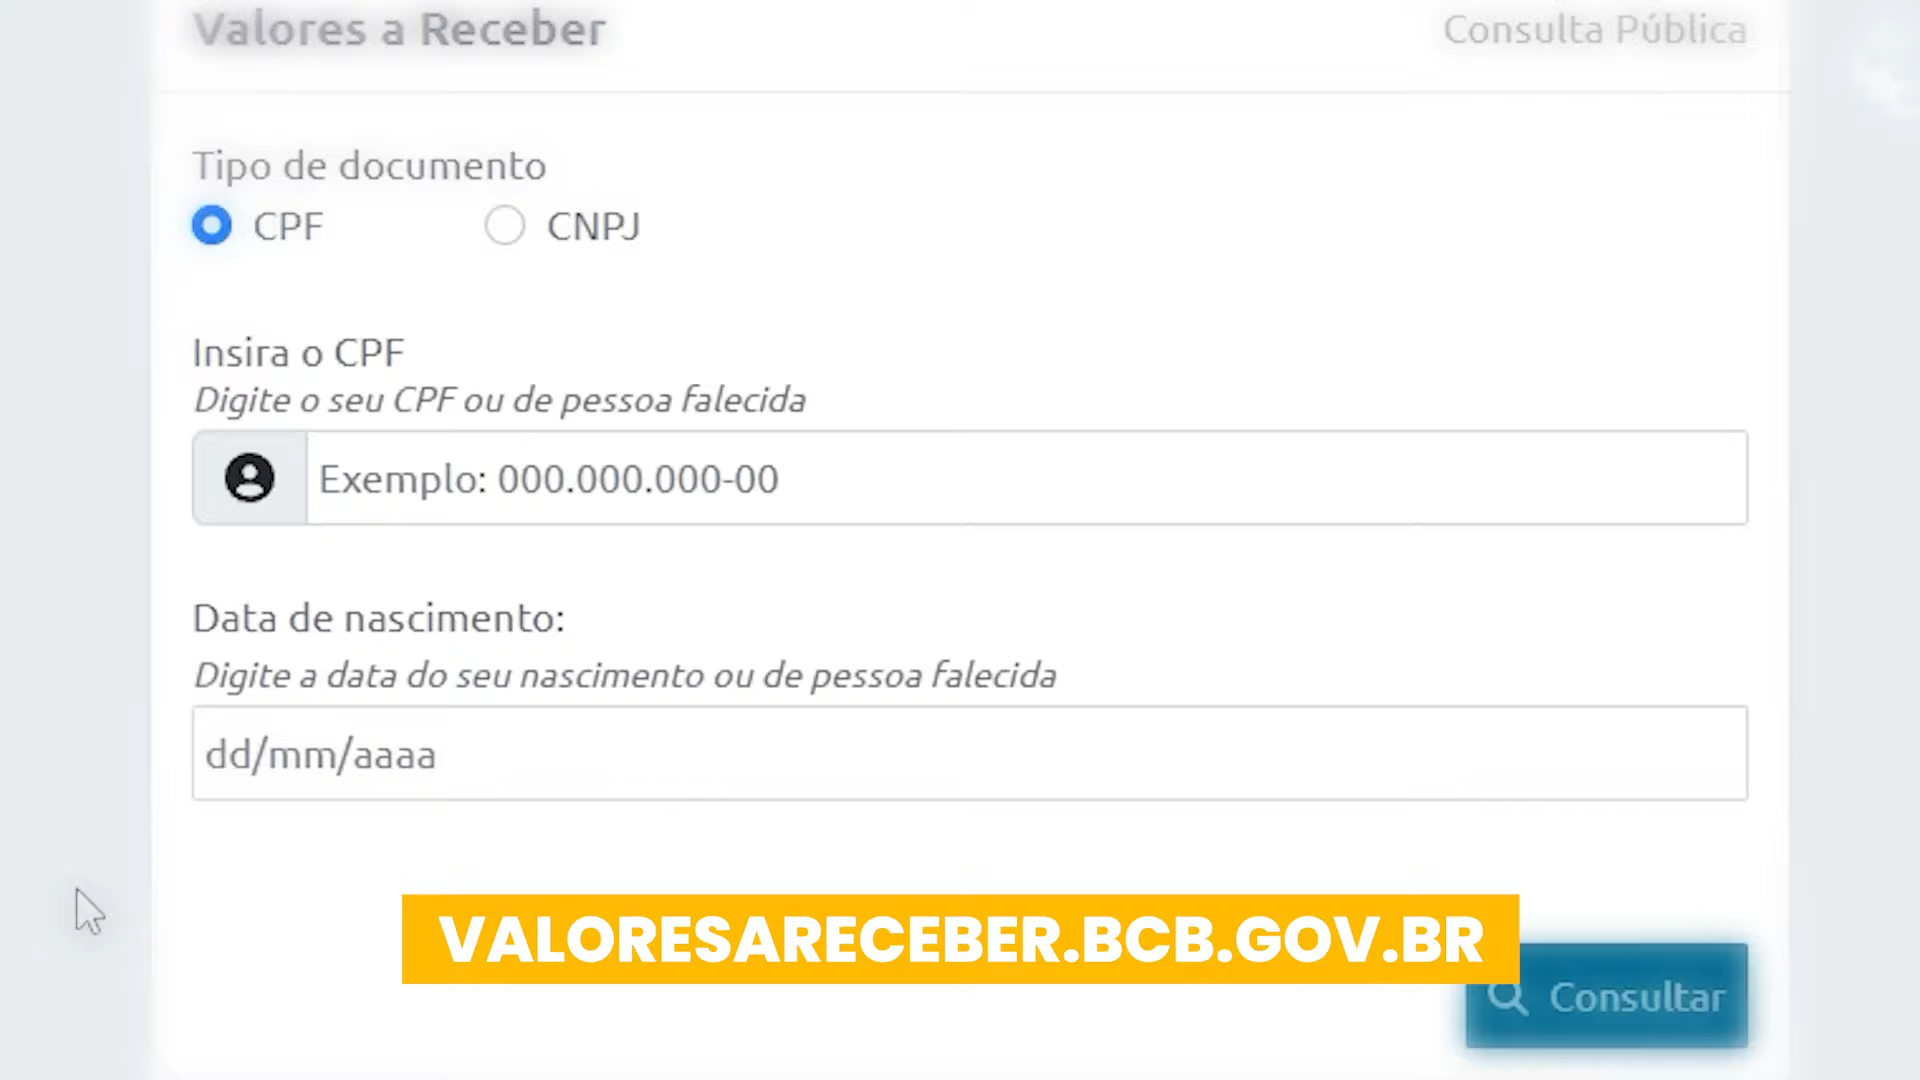 Valores a Receber
Consulta Pública
Tipo de documento
CPF
CNPJ
Insira o CPF
Digite o seu CPF ou de pessoa falecida
Exemplo: 000.000.000-00
Data de nascimento:
Digite a data do seu nascimento ou de pessoa falecida
dd/mm/aaaa
VALORESARECEBER.BCB.GOV.BR
Consultar